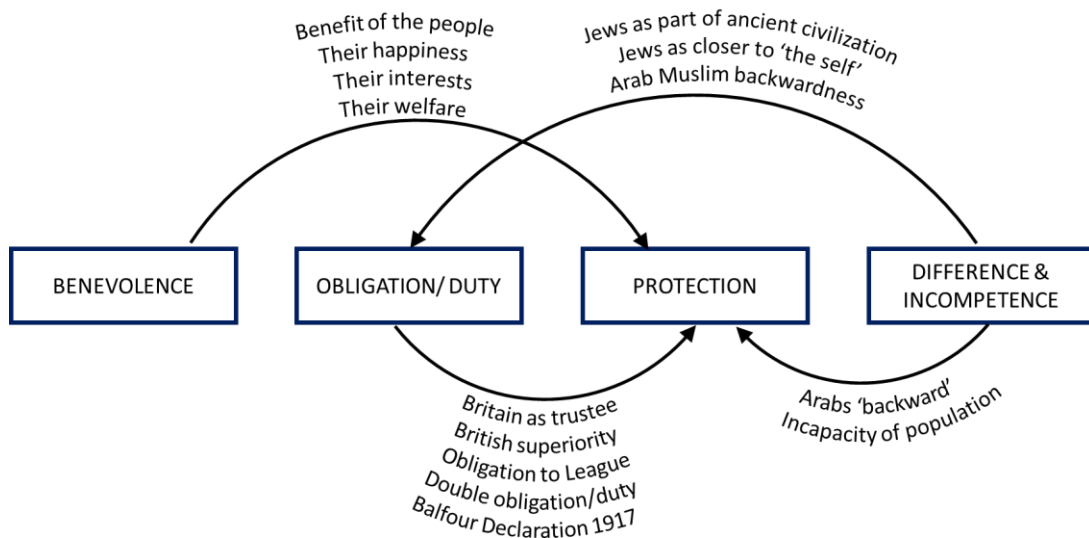 Benefit of the people
Their happiness
Their interests
Their welfare
Jews as part of ancient civilization
Jews as closer to ‘the self’
Arab Muslim backwardness
BENEVOLENCE
OBLIGATION/ DUTY
PROTECTION
DIFFERENCE &
INCOMPETENCE
Britain as trustee
British superiority
Obligation to League
Double obligation/duty
Balfour Declaration 1917
Arabs ‘backward’
Incapacity of population